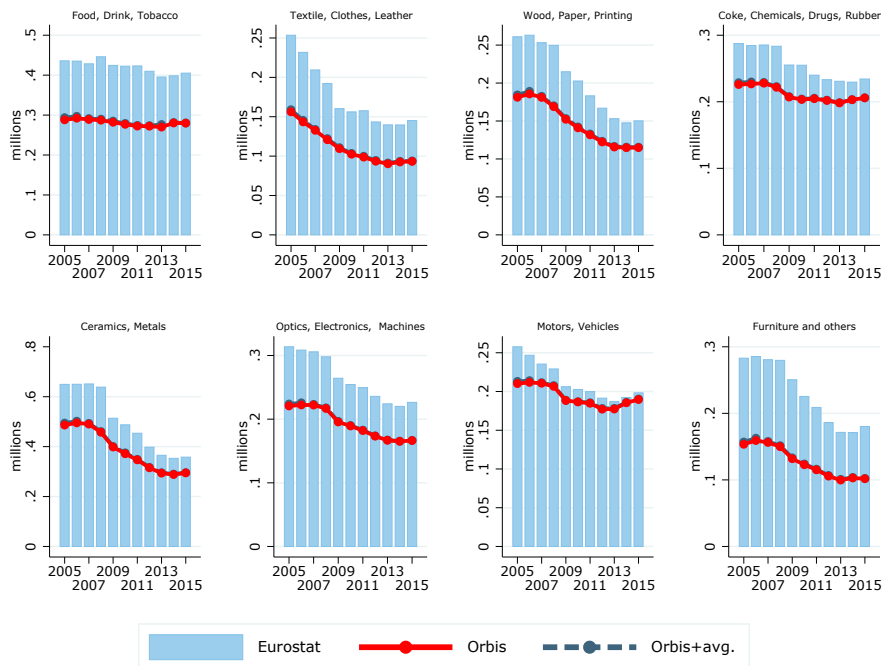 Food, Drink, Tobacco
millions
.5
.4
.3
.2
.1
0
2005 2009 2013
2007 2011 2015
Textile, Clothes, Leather
millions
.25
.2
.15
.1
.05
0
2005 2009 2013
2007 2011 2015
Wood, Paper, Printing
millions
.25
.2
.15
.1
.05
0
2005 2009 2013
2007 2011 2015
Coke, Chemicals, Drugs, Rubber
millions
.3
.2
.1
0
2005 2009 2013
2007 2011 2015
Ceramics, Metals
millions
.8
.6
.4
.2
0
2005 2009 2013
2007 2011 2015
Optics, Electronics, Machines
millions
.3
.2
.1
0
2005 2009 2013
2007 2011 2015
Motors, Vehicles
millions
.25
.2
.15
.1
.05
0
2005 2009 2013
2007 2011 2015
Furniture and others
millions
.3
.2
.1
0
2005 2009 2013
2007 2011 2015
Eurostat Orbis Orbis+avg.